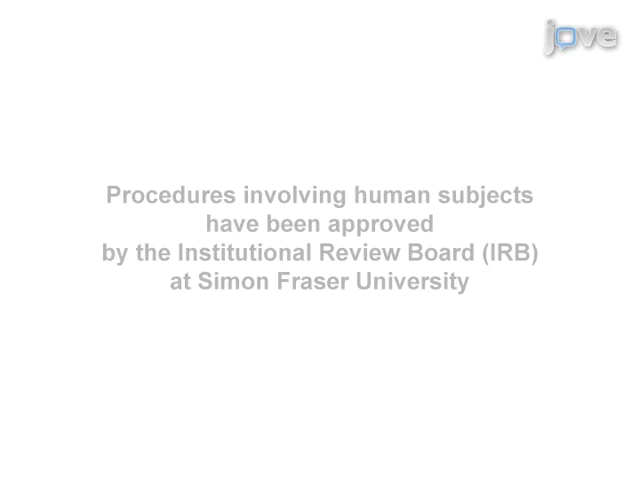 jove
Procedures involving human subjects
have been approved
by the Institutional Review Board (IRB)
at Simon Fraser University